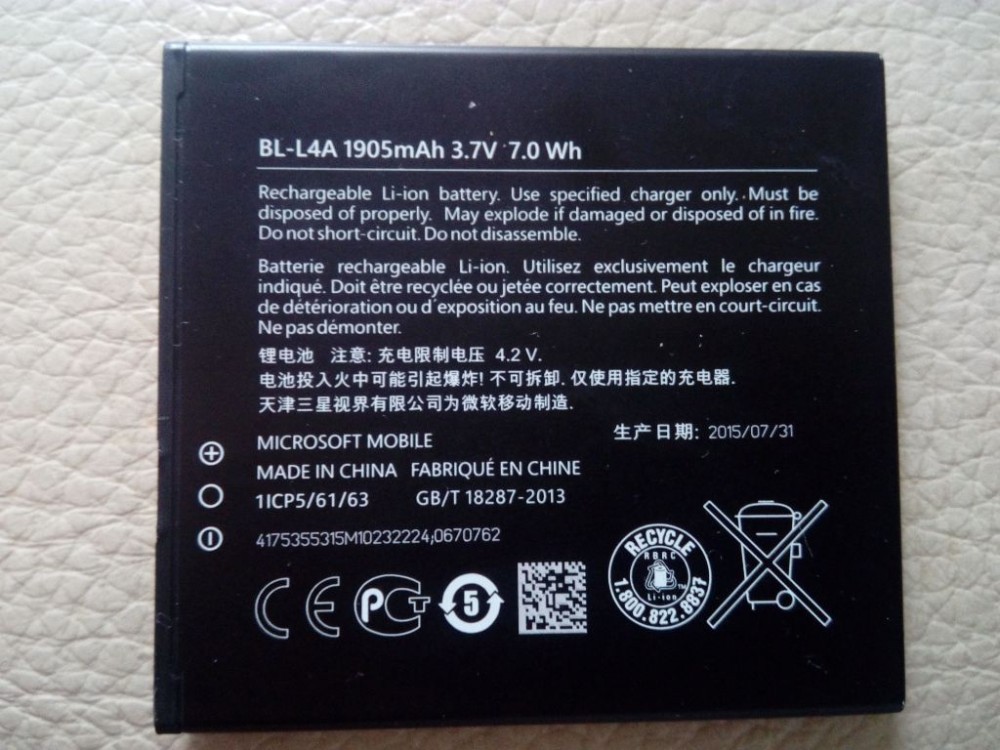 BL-L4A 1905mAh 3.7V 7.0 Wh
Rechargeable Li-ion battery. Use specified charger only. Must be
disposed of properly. May explode if damaged or disposed of in fire.
Do not short-circuit. Do not disassemble.
Batterie rechargeable Li-ion. Utilisez exclusivement le chargeur
indiqué. Doit être recyclée ou jetée correctement. Peut exploser en cas
de détérioration ou d'exposition au feu. Ne pas mettre en court-circuit.
Ne pas démonter.
锂电池 注意: 充电限制电压 4.2 V.
电池投入火中可能引起爆炸! 不可拆卸. 仅使用指定的充电器.
天津三星视界有限公司为微软移动制造.
生产日期: 2015/07/31
MICROSOFT MOBILE
MADE IN CHINA FABRIQUÉ EN CHINE
1ICP5/61/63 GB/T 18287-2013
4175355315M10232224;0670762
CE PCT 5
RECYCLE
RBRC
TM
Li-ion
1.800.822.8837